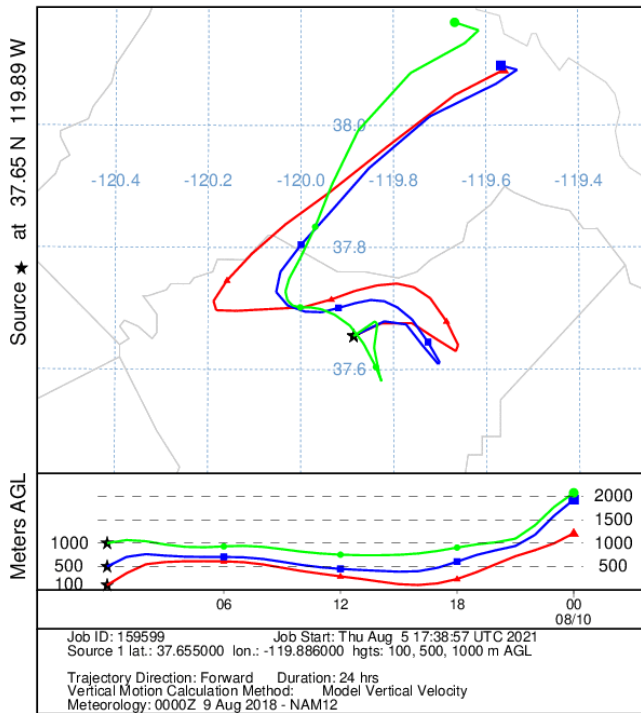 Source ★ at 37.65 N 119.89 W
38.0
-120.4 -120.2 -120.0 -119.8 -119.6 -119.4
37.8
37.6
Meters AGL
2000
1500
1000 1000
500 500
100
06 12 18 00
08/10
Job ID: 159599 Job Start: Thu Aug 5 17:38:57 UTC 2021
Source 1 lat.: 37.655000 lon.: -119.886000 hgts: 100, 500, 1000 m AGL
Trajectory Direction: Forward Duration: 24 hrs
Vertical Motion Calculation Method: Model Vertical Velocity
Meteorology: 0000Z 9 Aug 2018 - NAM12